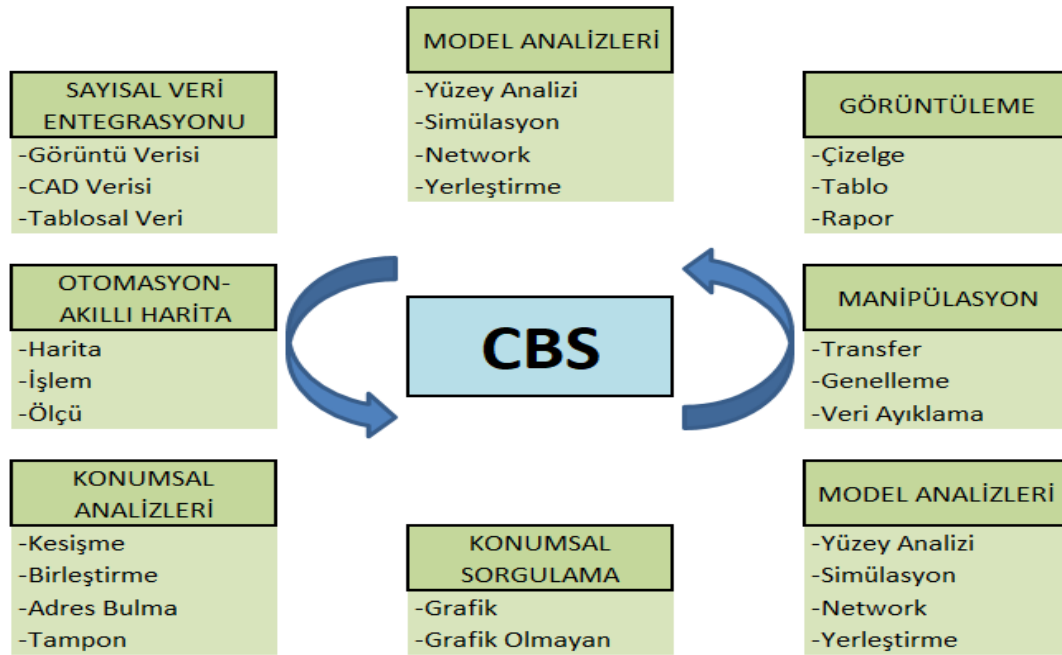 MODEL ANALİZLERİ
-Yüzey Analizi
-Simülasyon
-Network
-Yerleştirme
SAYISAL VERİ
ENTEGRASYONU
-Görüntü Verisi
-CAD Verisi
-Tablosal Veri
GÖRÜNTÜLEME
-Çizelge
-Tablo
-Rapor
OTOMASYON-
AKILLI HARİTA
-Harita
-İşlem
-Ölçü
CBS
MANİPÜLASYON
-Transfer
-Genelleme
-Veri Ayıklama
KONUMSAL
ANALİZLERİ
-Kesişme
-Birleştirme
-Adres Bulma
-Tampon
KONUMSAL
SORGULAMA
-Grafik
-Grafik Olmayan
MODEL ANALİZLERİ
-Yüzey Analizi
-Simülasyon
-Network
-Yerleştirme